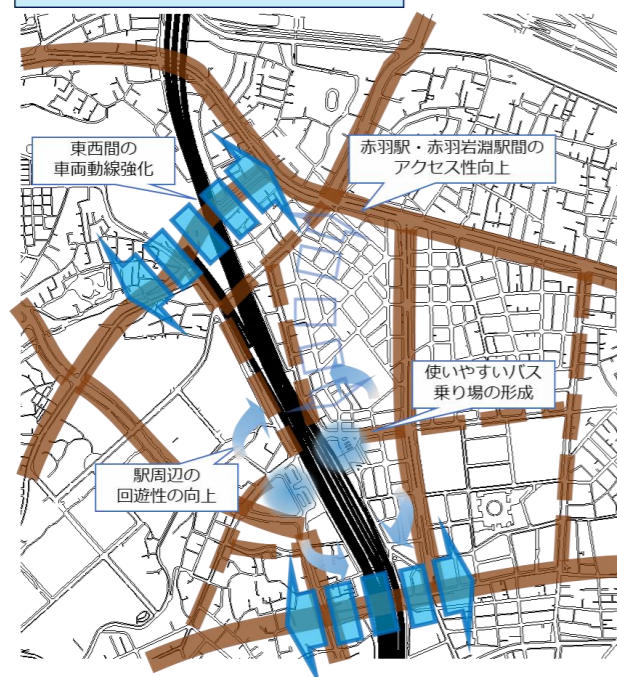 東西間の
車両動線強化
赤羽駅・赤羽岩淵駅間の
アクセス性向上
使いやすいバス
乗り場の形成
駅周辺の
回遊性の向上